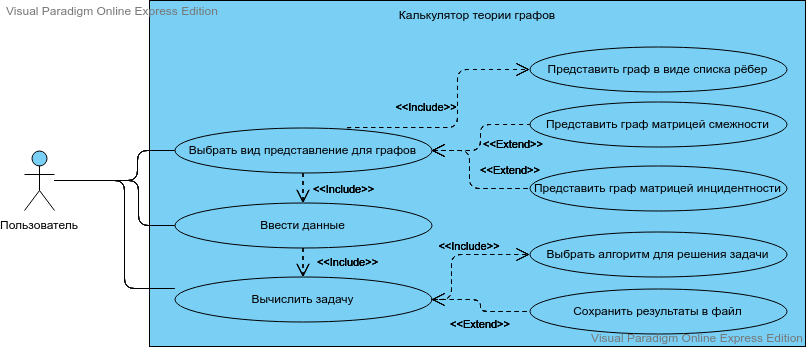 Visual Paradigm Online Express Edition
Калькулятор теории графов
Представить граф в виде списка рёбер
<<Include>>
Представить граф матрицей смежности
<<Extend>>
Выбрать вид представление для графов
<<Extend>>
Представить граф матрицей инцидентности
<<Include>>
Пользователь
Ввести данные
<<Include>>
Выбрать алгоритм для решения задачи
<<Include>>
Вычислить задачу
Сохранить результаты в файл
<<Extend>>
Visual Paradigm Online Express Edition